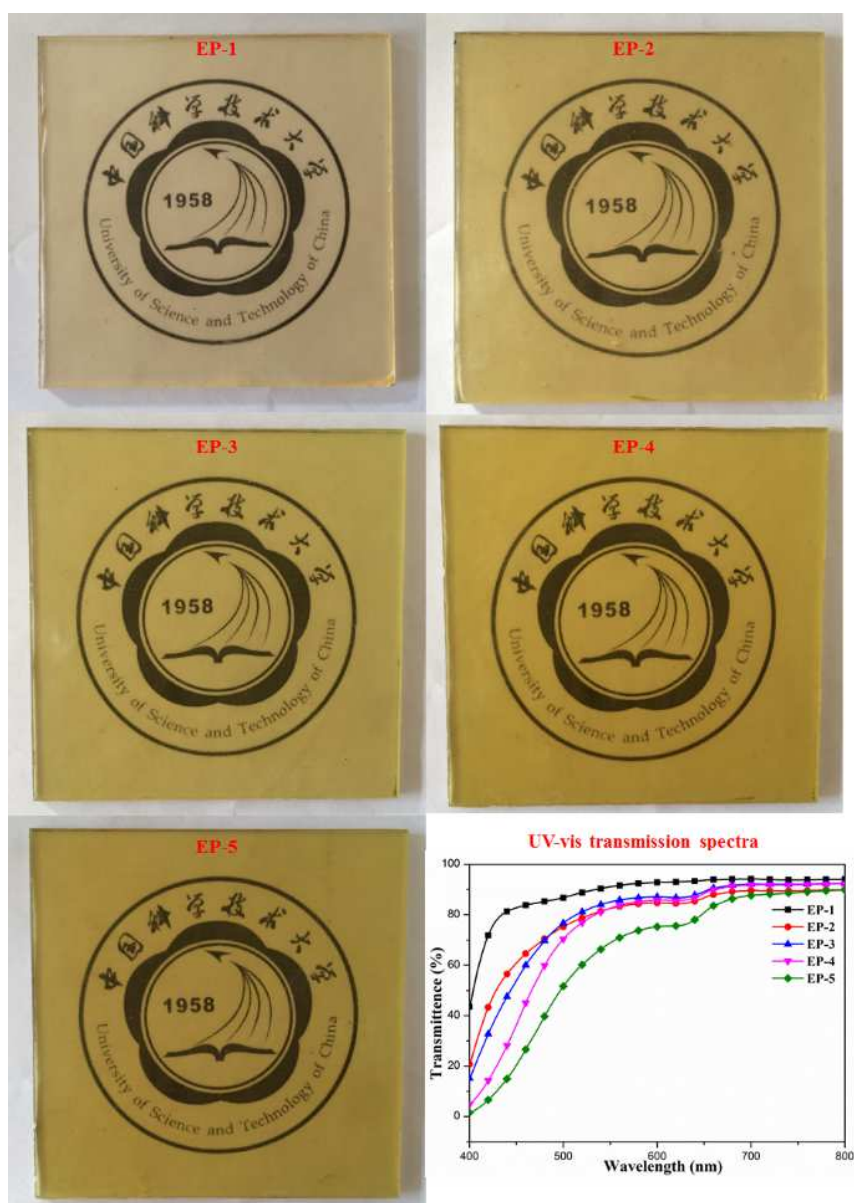 EP-1
中国科学技术大学
1958
University of Science and Technology of China
EP-2
中国科学技术大学
1958
University of Science and Technology of China
EP-3
中国科学技术大学
1958
University of Science and Technology of China
EP-4
中国科学技术大学
1958
University of Science and Technology of China
EP-5
中国科学技术大学
1958
University of Science and Technology of China
UV-vis transmission spectra
100
80
60
40
20
0
Transmittence (%)
EP-1
EP-2
EP-3
EP-4
EP-5
400 500 600 700 800
Wavelength (nm)